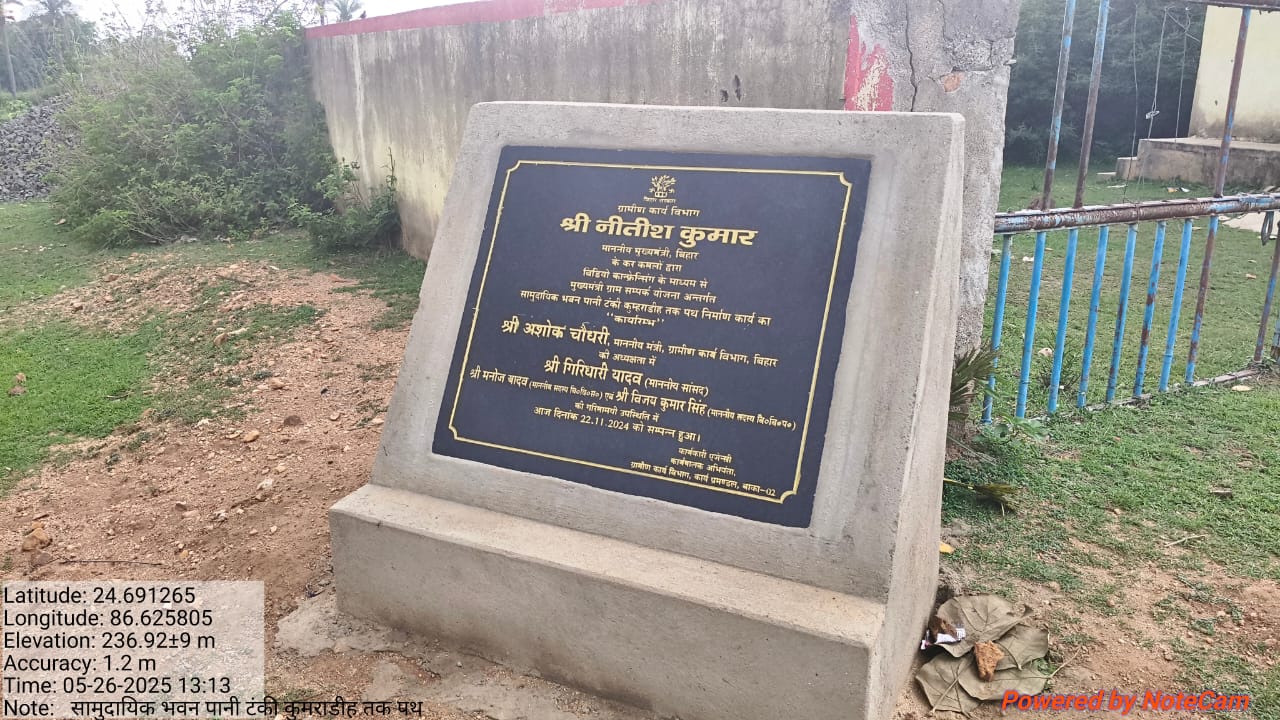 बिहार सरकार
ग्रामीण कार्य विभाग
श्री नीतीश कुमार
माननीय मुख्यमंत्री, बिहार
के कर कमलो द्वारा
विडियो कान्फ्रेन्सिंग के माध्यम से
मुख्यमंत्री ग्राम सम्पर्क योजना अन्तर्गत
सामुदायिक भवन पानी टंकी कुम्हराडीह तक पथ निर्माण कार्य का
‘‘कार्यारम्भ’’
श्री अशोक चौधरी, माननीय मंत्री, ग्रामीण कार्य विभाग, बिहार
की अध्यक्षता में
श्री गिरिधारी यादव (माननीय सांसद)
श्री मनोज यादव (माननीय सदस्य बि०वि०स०) एवं श्री विजय कुमार सिंह (माननीय सदस्य बि०वि०प०)
की गरिमामयी उपस्थिति में
आज दिनांक 22.11.2024 को सम्पन्न हुआ।
कार्यकारी एजेन्सी
कार्यपालक अभियंता,
ग्रामीण कार्य विभाग, कार्य प्रमण्डल, बांका-02
Latitude: 24.691265
Longitude: 86.625805
Elevation: 236.92±9 m
Accuracy: 1.2 m
Time: 05-26-2025 13:13
Note: सामुदायिक भवन पानी टंकी कुमराडीह तक पथ
Powered by NoteCam